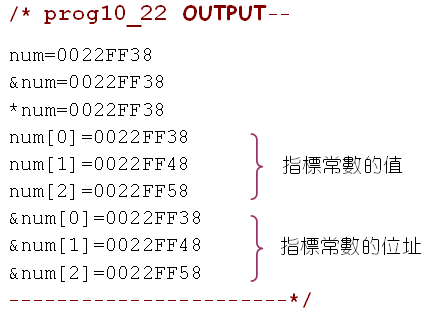 /* prog10_22 OUTPUT--
num=0022FF38
&num=0022FF38
*num=0022FF38
num[0]=0022FF38
num[1]=0022FF48
num[2]=0022FF58
指標常數的值
&num[0]=0022FF38
&num[1]=0022FF48
&num[2]=0022FF58
指標常數的位址
-----------------------*/